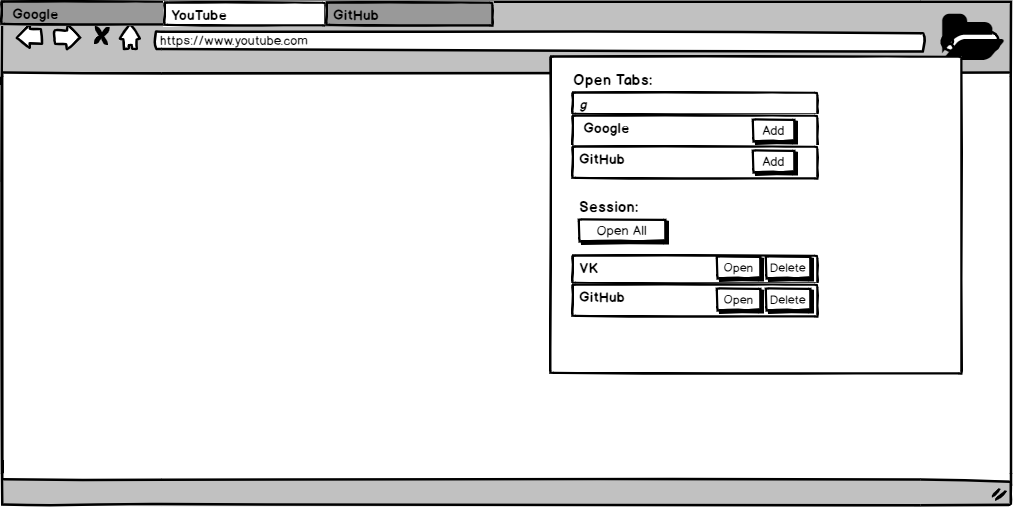 Google YouTube GitHub
https://www.youtube.com
Open Tabs:
g
Google Add
GitHub Add
Session:
Open All
VK Open Delete
GitHub Open Delete